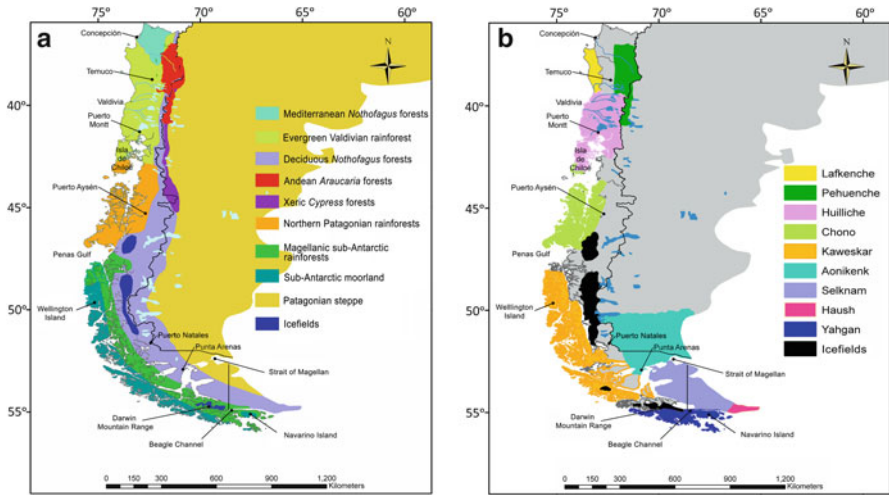 a
75°
70°
65°
60°
Concepción
N
Temuco
40°
Valdivia
Puerto
Montt
Isla
de
Chiloé
Puerto Aysén
45°
Penas Gulf
50°
Wellington
Island
Puerto Natales
Punta Arenas
Strait of Magellan
55°
Darwin
Mountain Range
Beagle Channel
Navarino Island
Mediterranean Nothofagus forests
Evergreen Valdivian rainforest
Deciduous Nothofagus forests
Andean Araucaria forests
Xeric Cypress forests
Northern Patagonian rainforests
Magellanic sub-Antarctic
rainforests
Sub-Antarctic moorland
Patagonian steppe
Icefields
0 150 300 600 900 1,200
Kilometers
b
75°
70°
65°
60°
Concepción
N
Temuco
40°
Valdivia
Puerto
Montt
Isla
de
Chiloé
Puerto Aysén
45°
Penas Gulf
50°
Welllington
Island
Puerto Natales
Punta Arenas
Strait of Magellan
55°
Darwin
Mountain Range
Beagle Channel
Navarino Island
Lafkenche
Pehuenche
Huilliche
Chono
Kaweskar
Aonikenk
Selknam
Haush
Yahgan
Icefields
0 150 300 600 900 1,200
Kilometers